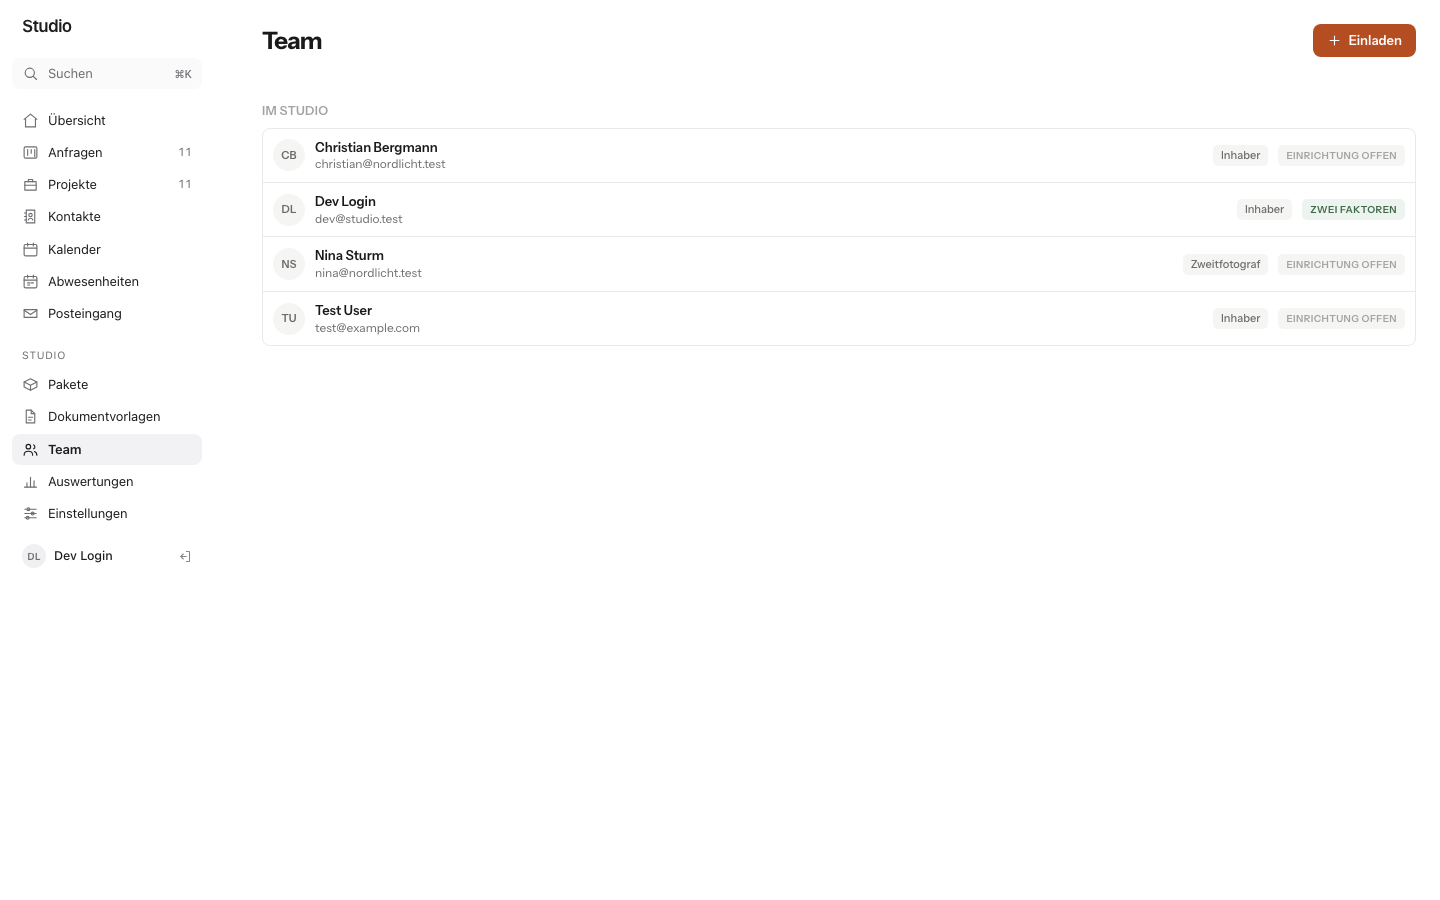 Studio
Suchen ⌘K
Übersicht
Anfragen 11
Projekte 11
Kontakte
Kalender
Abwesenheiten
Posteingang
STUDIO
Pakete
Dokumentvorlagen
Team
Auswertungen
Einstellungen
DL Dev Login
Team
Einladen
IM STUDIO
CB Christian Bergmann Inhaber EINRICHTUNG OFFEN
christian@nordlicht.test
DL Dev Login Inhaber ZWEI FAKTOREN
dev@studio.test
NS Nina Sturm Zweitfotograf EINRICHTUNG OFFEN
nina@nordlicht.test
TU Test User Inhaber EINRICHTUNG OFFEN
test@example.com